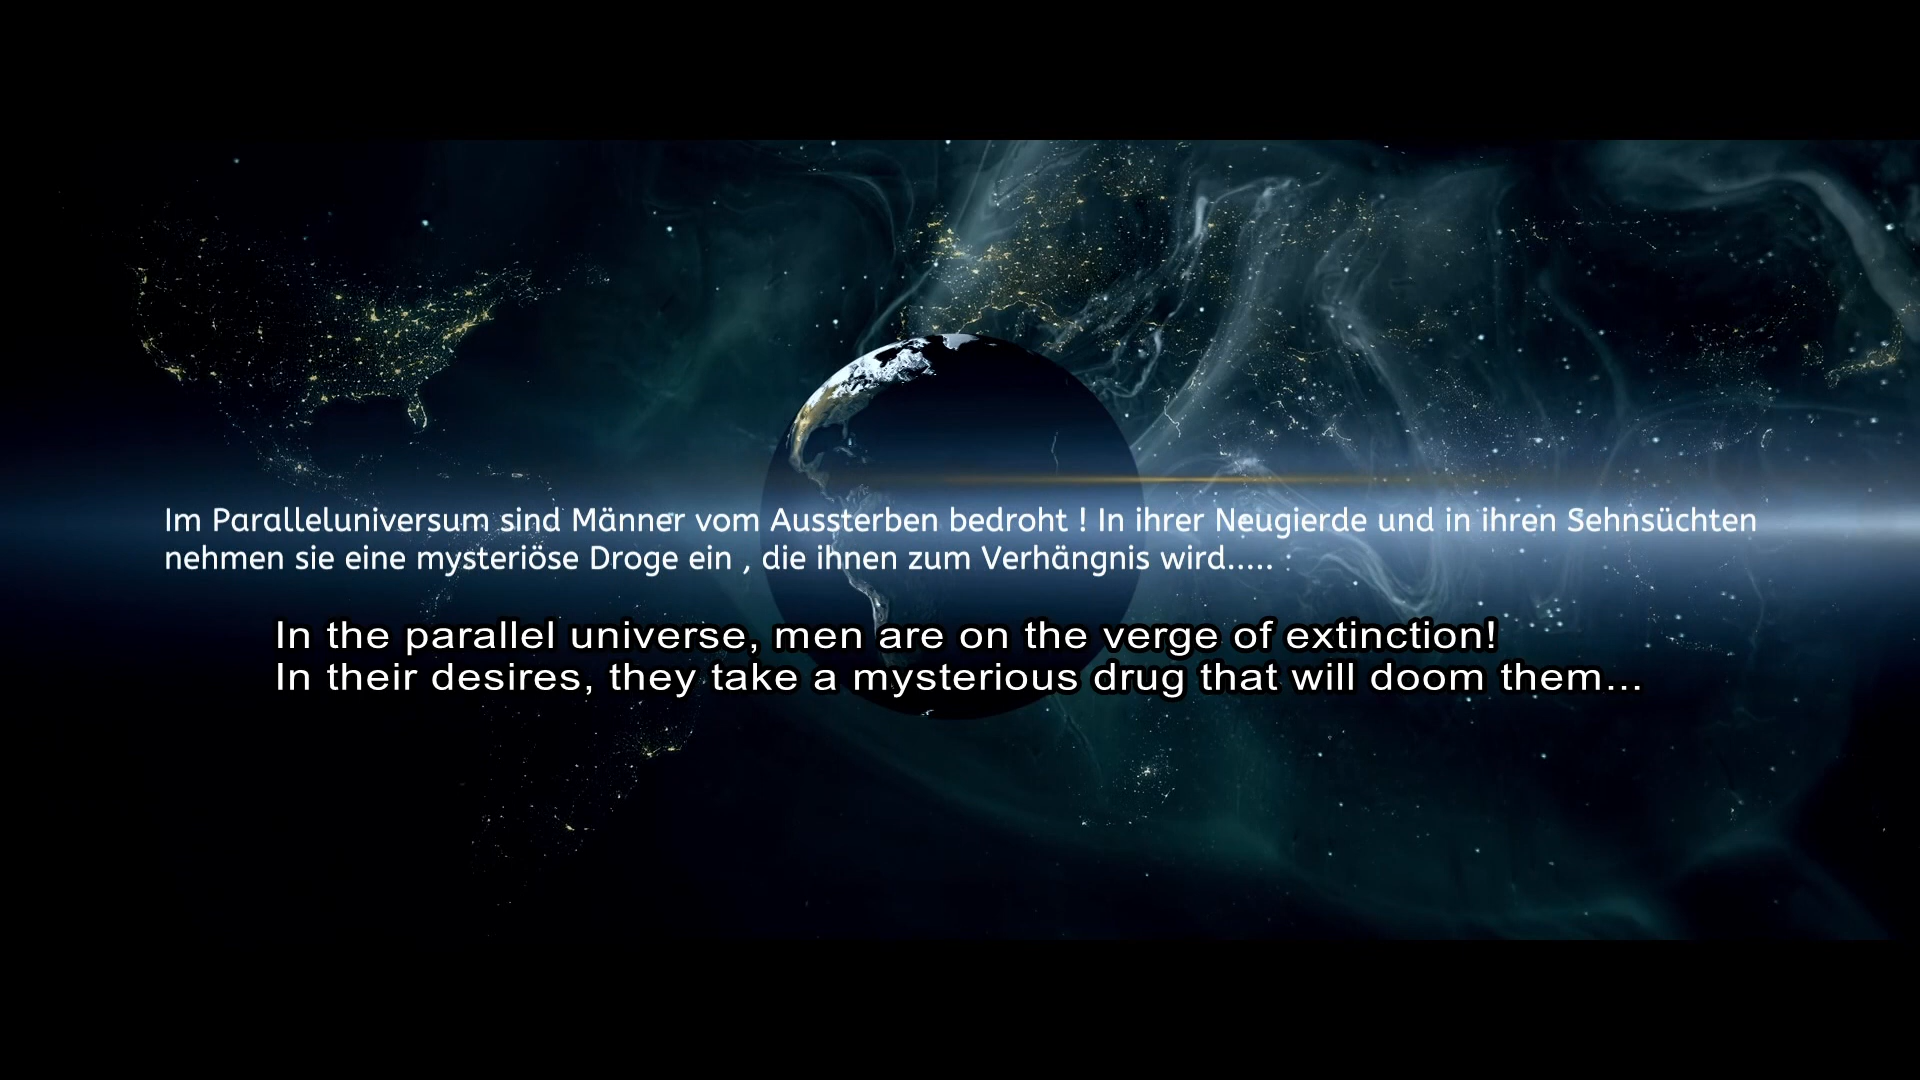 Im Paralleluniversum sind Männer vom Aussterben bedroht ! In ihrer Neugierde und in ihren Sehnsüchten
nehmen sie eine mysteriöse Droge ein , die ihnen zum Verhängnis wird.....
In the parallel universe, men are on the verge of extinction!
In their desires, they take a mysterious drug that will doom them...